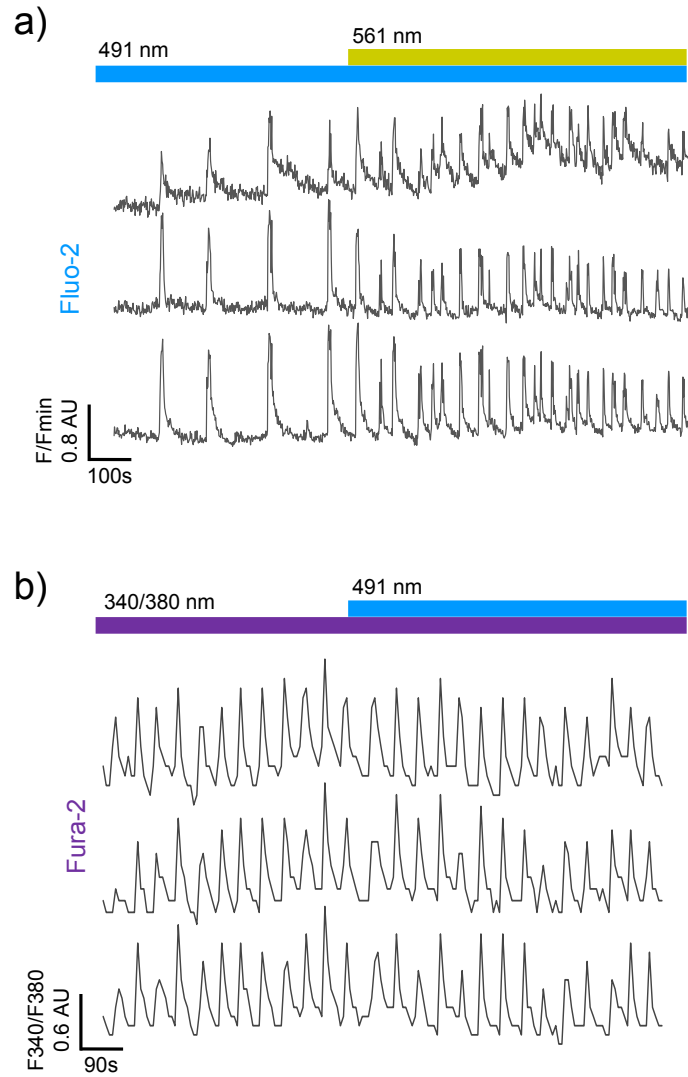 a)
561 nm
491 nm
Fluo-2
F/Fmin
0.8 AU
100s
b)
491 nm
340/380 nm
Fura-2
F340/F380
0.6 AU
90s